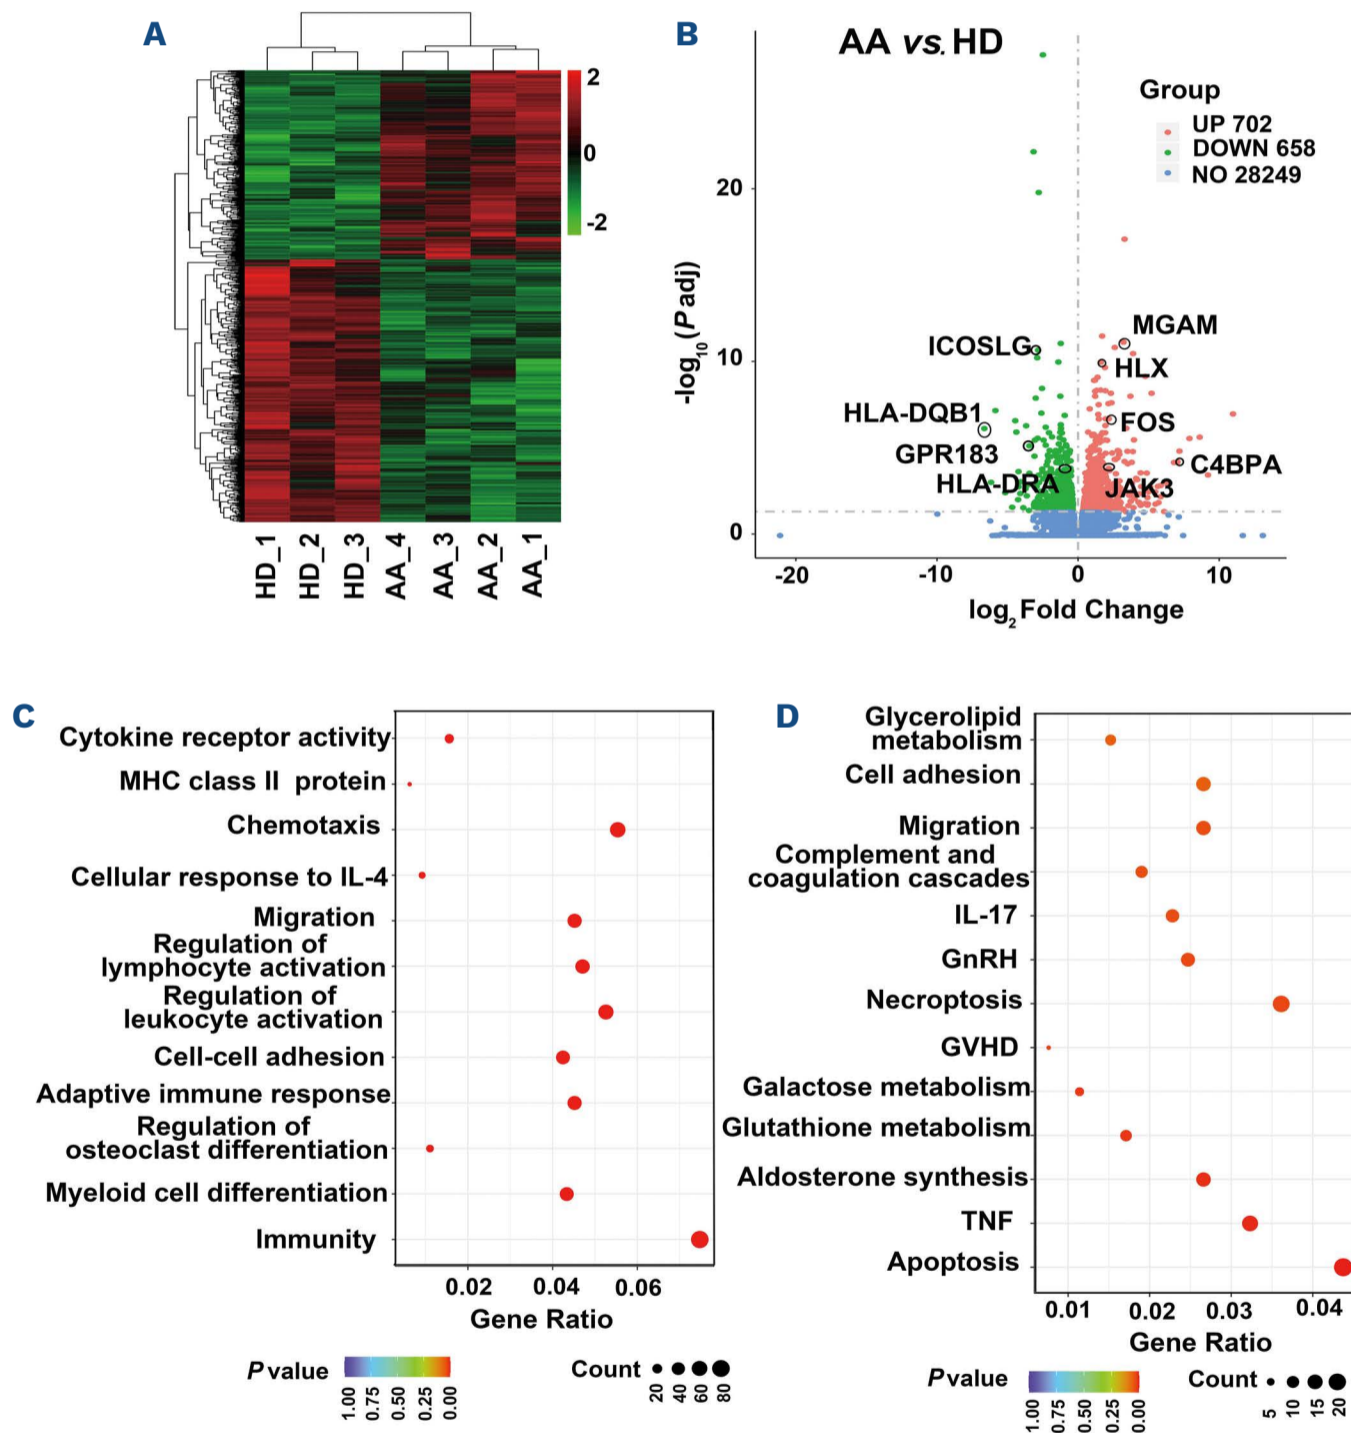 A
2
0
-2
HD_1
HD_2
HD_3
AA_4
AA_3
AA_2
AA_1
B
AA vs. HD
Group
UP 702
DOWN 658
NO 28249
-log10 (P adj)
20
10
0
ICOSLG
MGAM
HLX
HLA-DQB1
FOS
GPR183
C4BPA
HLA-DRA
JAK3
-20
-10
0
10
log2 Fold Change
C
Cytokine receptor activity
MHC class II protein
Chemotaxis
Cellular response to IL-4
Migration
Regulation of
lymphocyte activation
Regulation of
leukocyte activation
Cell-cell adhesion
Adaptive immune response
Regulation of
osteoclast differentiation
Myeloid cell differentiation
Immunity
0.02
0.04
0.06
Gene Ratio
P value
1.00
0.75
0.50
0.25
0.00
Count
20
40
60
80
D
Glycerolipid
metabolism
Cell adhesion
Migration
Complement and
coagulation cascades
IL-17
GnRH
Necroptosis
GVHD
Galactose metabolism
Glutathione metabolism
Aldosterone synthesis
TNF
Apoptosis
0.01
0.02
0.03
0.04
Gene Ratio
P value
1.00
0.75
0.50
0.25
0.00
Count
5
10
15
20